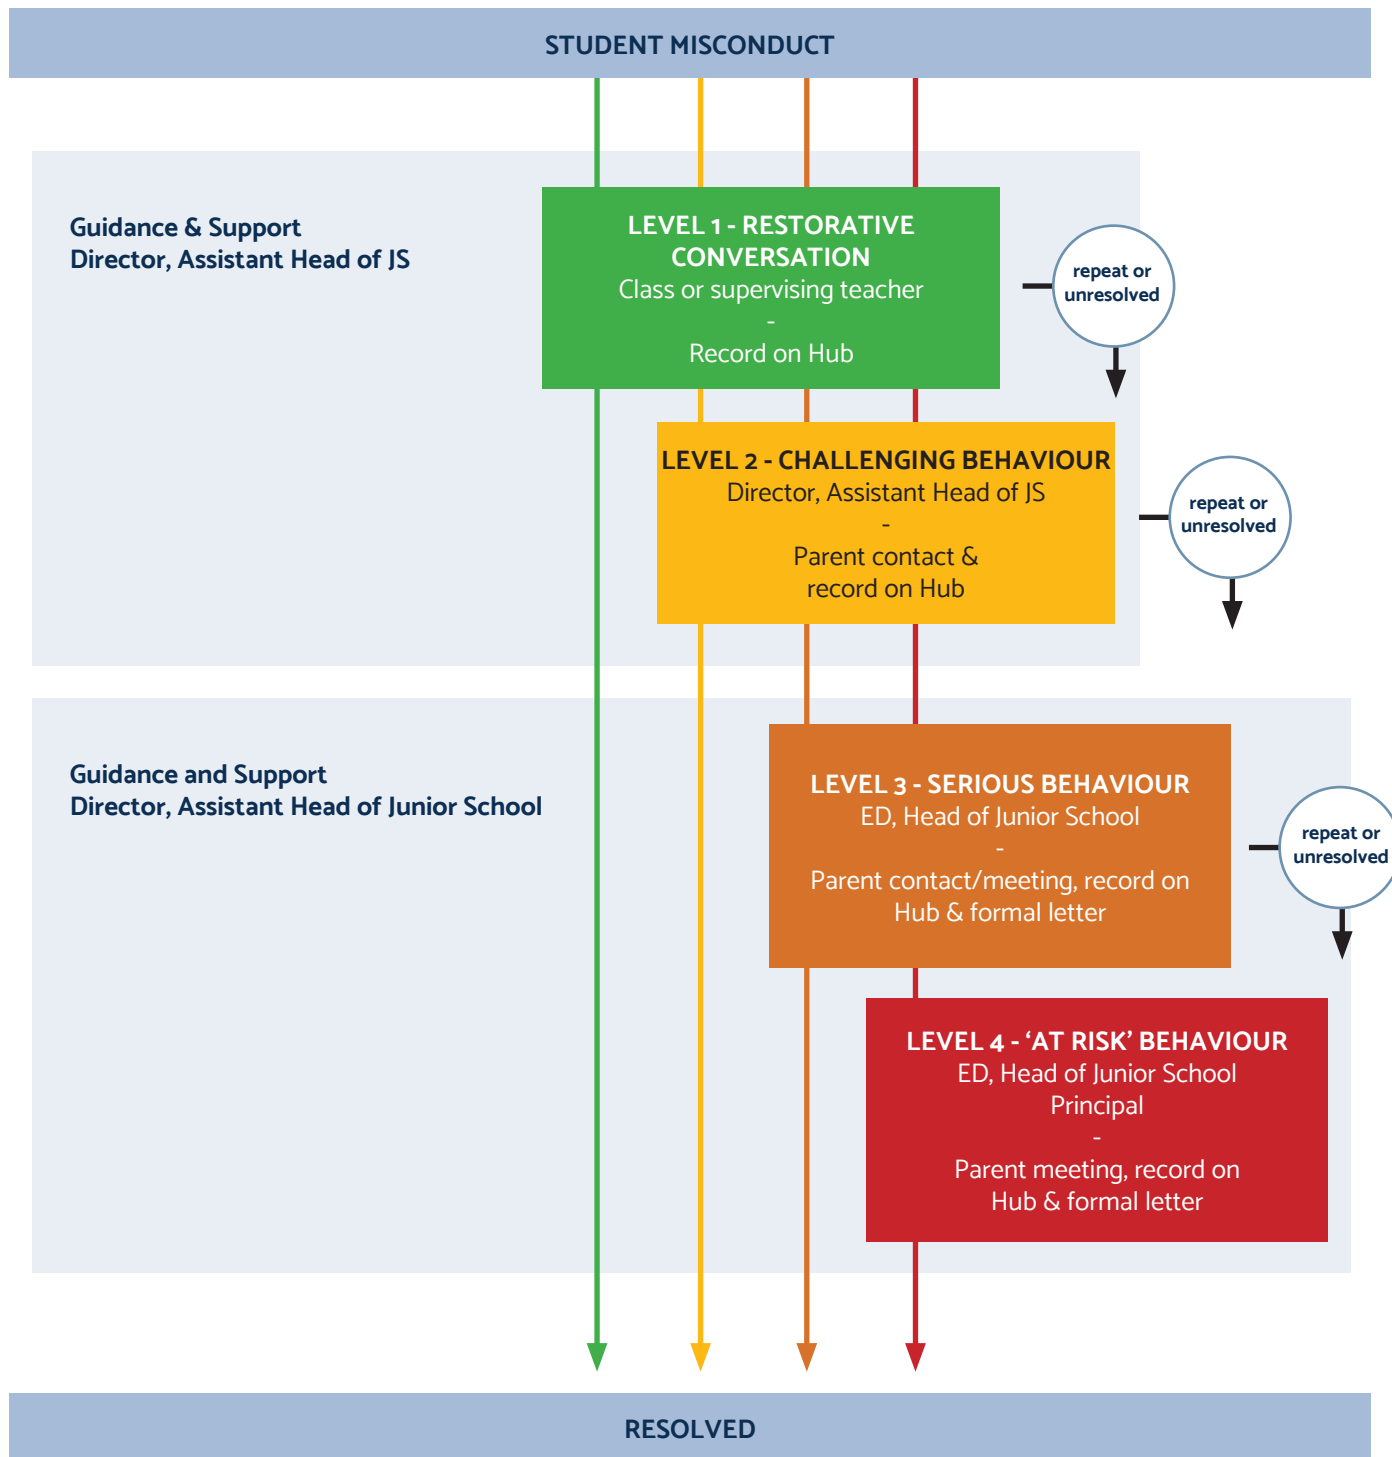 STUDENT MISCONDUCT
Guidance & Support
Director, Assistant Head of JS
LEVEL 1 - RESTORATIVE
CONVERSATION
Class or supervising teacher
-
Record on Hub
repeat or
unresolved
LEVEL 2 - CHALLENGING BEHAVIOUR
Director, Assistant Head of JS
-
Parent contact &
record on Hub
repeat or
unresolved
Guidance and Support
Director, Assistant Head of Junior School
LEVEL 3 - SERIOUS BEHAVIOUR
ED, Head of Junior School
-
Parent contact/meeting, record on
Hub & formal letter
repeat or
unresolved
LEVEL 4 - ‘AT RISK’ BEHAVIOUR
ED, Head of Junior School
Principal
-
Parent meeting, record on
Hub & formal letter
RESOLVED